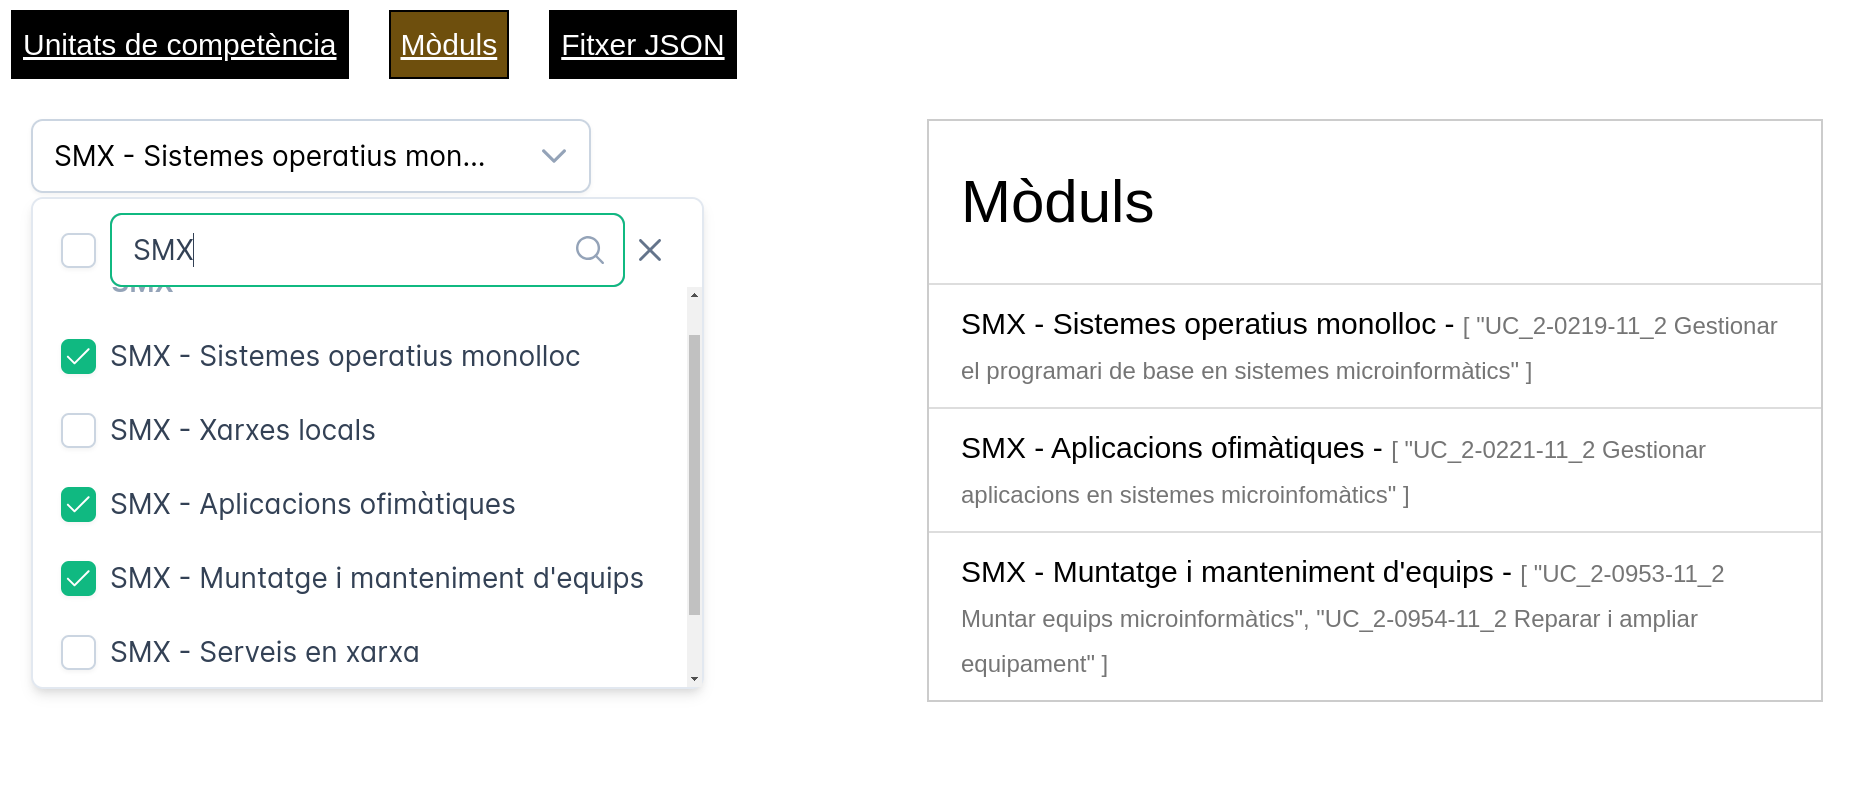 Unitats de competència
Mòduls
Fitxer JSON
SMX - Sistemes operatius mon...
SMX
SMX
SMX - Sistemes operatius monolloc
SMX - Xarxes locals
SMX - Aplicacions ofimàtiques
SMX - Muntatge i manteniment d'equips
SMX - Serveis en xarxa
Mòduls
SMX - Sistemes operatius monolloc - [ "UC_2-0219-11_2 Gestionar
el programari de base en sistemes microinformàtics" ]
SMX - Aplicacions ofimàtiques - [ "UC_2-0221-11_2 Gestionar
aplicacions en sistemes microinfomàtics" ]
SMX - Muntatge i manteniment d'equips - [ "UC_2-0953-11_2
Muntar equips microinformàtics", "UC_2-0954-11_2 Reparar i ampliar
equipament" ]